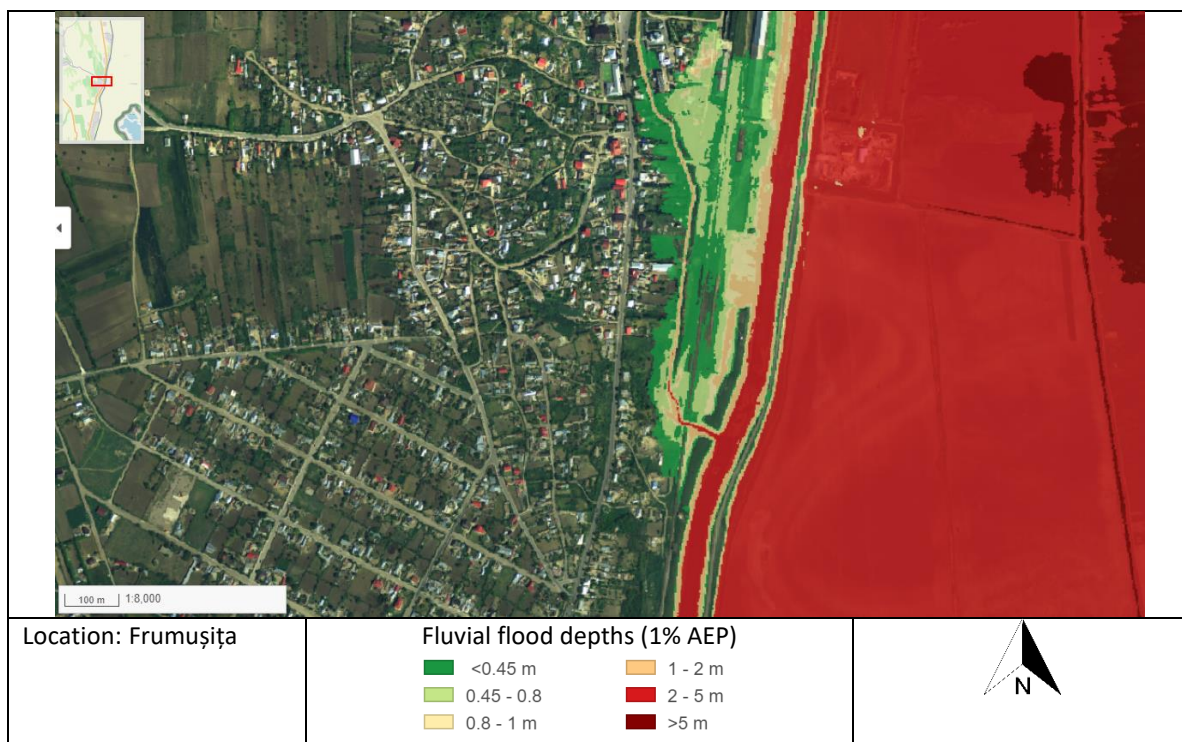 100 m
1:8,000
Location: Frumușița
Fluvial flood depths (1% AEP)
<0.45 m
0.45 - 0.8
0.8 - 1 m
1 - 2 m
2 - 5 m
>5 m
N